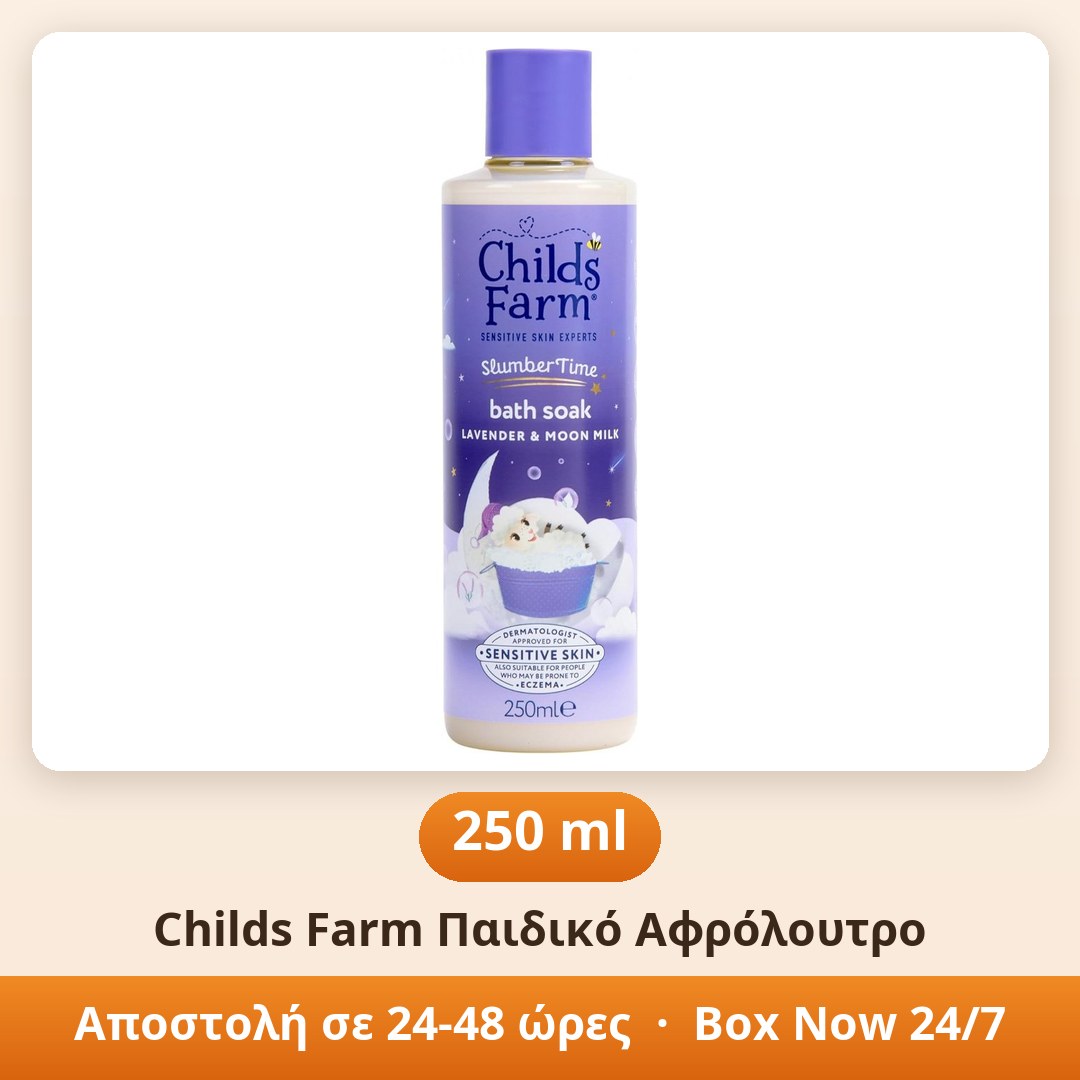 Childs
Farm®
SENSITIVE SKIN EXPERTS
SlumberTime
bath soak
LAVENDER & MOON MILK
DERMATOLOGIST
APPROVED FOR
•SENSITIVE SKIN•
ALSO SUITABLE FOR PEOPLE
WHO MAY BE PRONE TO
•ECZEMA•
250ml℮
250 ml
Childs Farm Παιδικό Αφρόλουτρο
Αποστολή σε 24-48 ώρες · Box Now 24/7